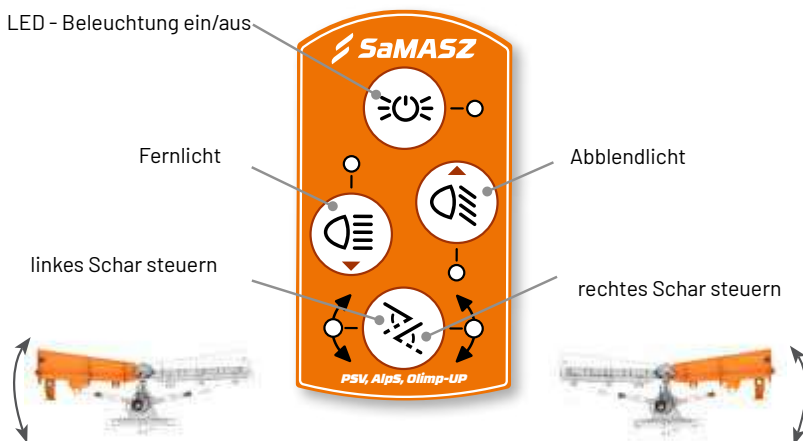 LED - Beleuchtung ein/aus
SaMASZ
Fernlicht
Abblendlicht
linkes Schar steuern
rechtes Schar steuern
PSV, AlpS, Olimp-UP